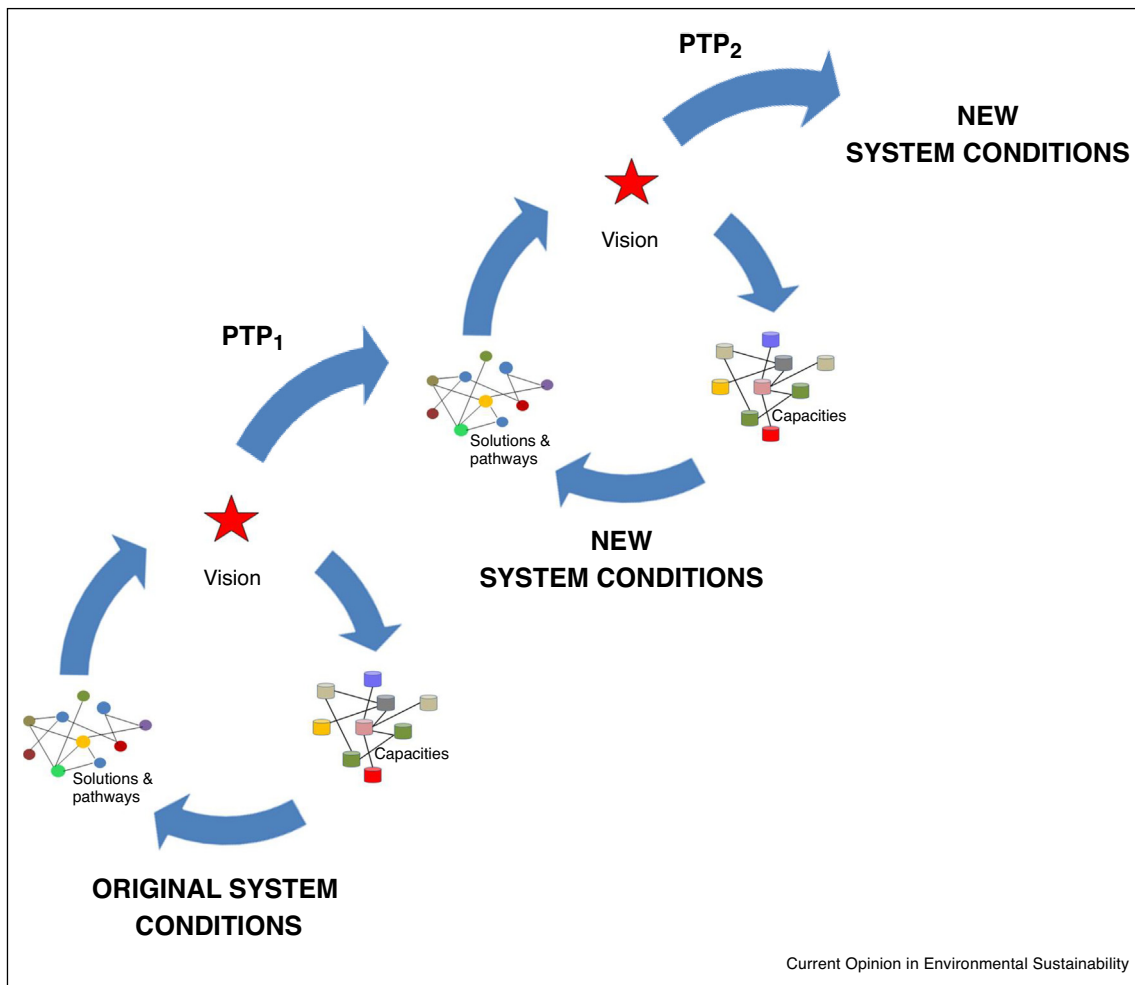 PTP2
NEW
SYSTEM CONDITIONS
Vision
PTP1
Capacities
Solutions &
pathways
NEW
SYSTEM CONDITIONS
Vision
Capacities
Solutions &
pathways
ORIGINAL SYSTEM
CONDITIONS
Current Opinion in Environmental Sustainability